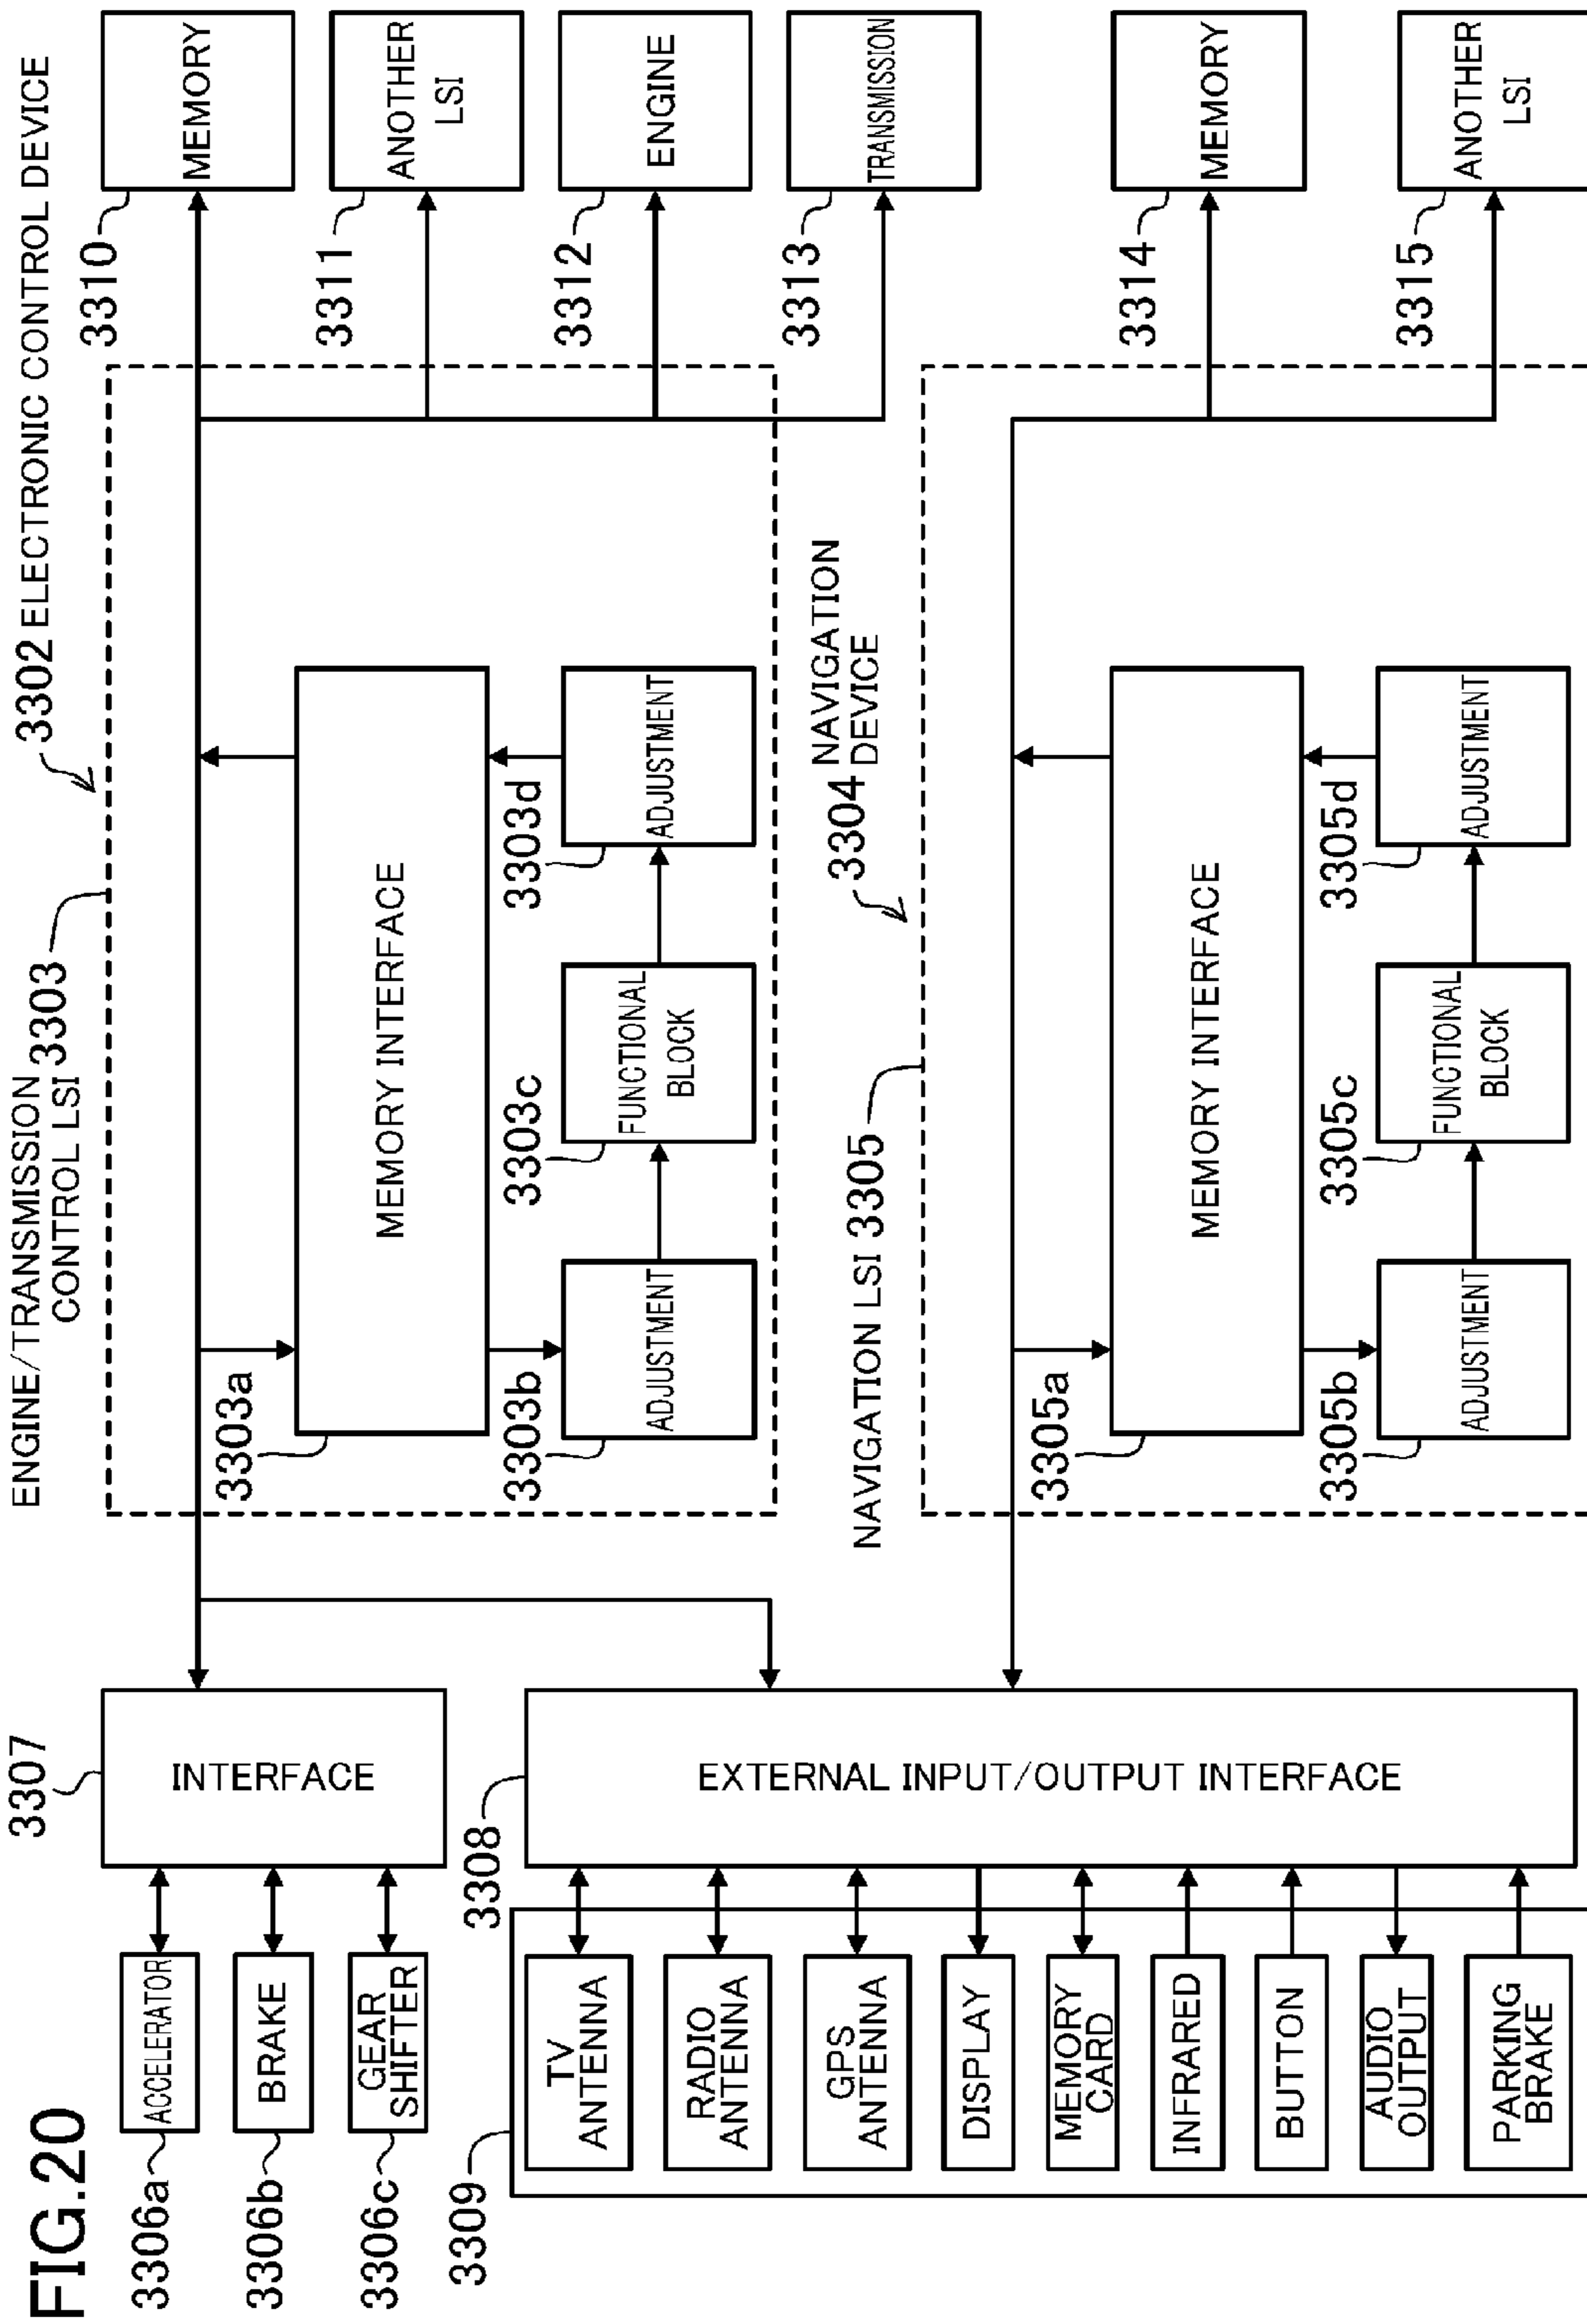 FIG.20
3306a
ACCELERATOR
3306b
BRAKE
3306c
GEAR
SHIFTER
3307
INTERFACE
3309
TV
ANTENNA
RADIO
ANTENNA
GPS
ANTENNA
DISPLAY
MEMORY
CARD
INFRARED
BUTTON
AUDIO
OUTPUT
PARKING
BRAKE
3308
EXTERNAL INPUT/OUTPUT INTERFACE
ENGINE/TRANSMISSION
CONTROL LSI 3303
3302 ELECTRONIC CONTROL DEVICE
3303a
MEMORY INTERFACE
3303b
ADJUSTMENT
3303c
FUNCTIONAL
BLOCK
3303d
ADJUSTMENT
3310
MEMORY
3311
ANOTHER
LSI
3312
ENGINE
3313
TRANSMISSION
NAVIGATION LSI 3305
3304 NAVIGATION
DEVICE
3305a
MEMORY INTERFACE
3305b
ADJUSTMENT
3305c
FUNCTIONAL
BLOCK
3305d
ADJUSTMENT
3314
MEMORY
3315
ANOTHER
LSI